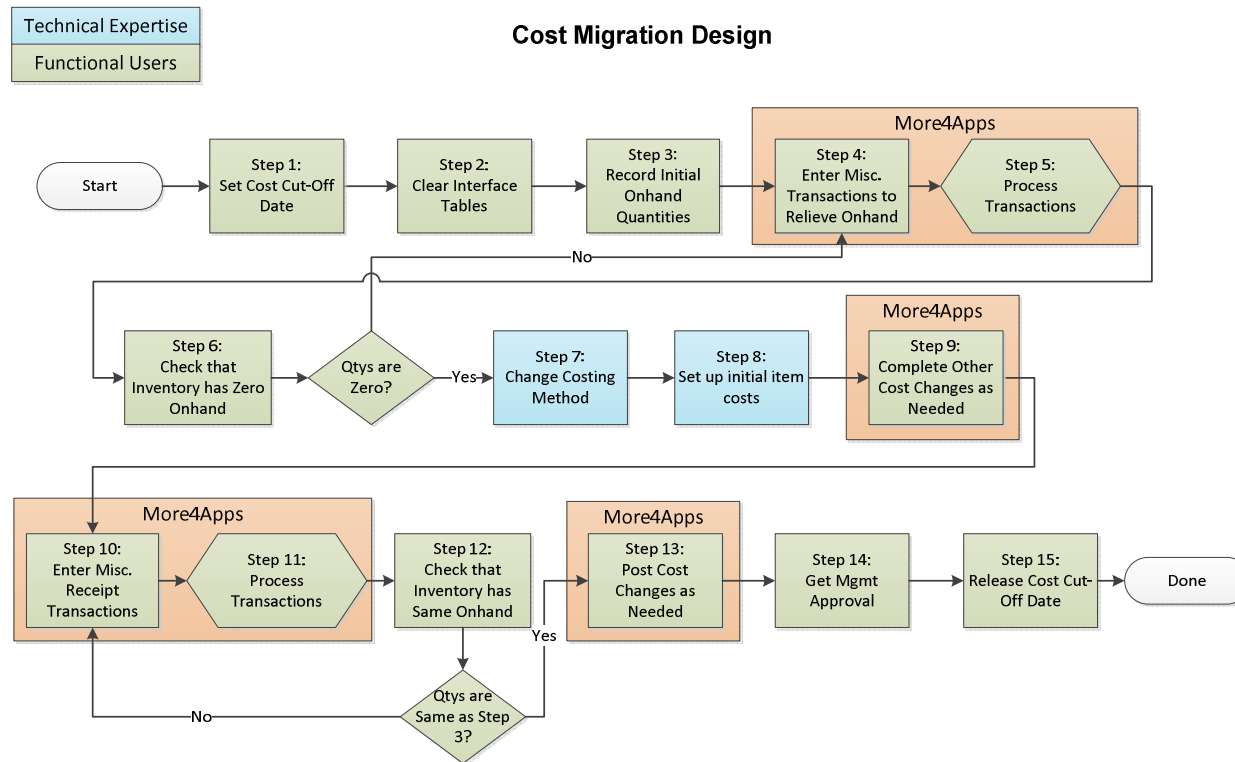 Technical Expertise
Functional Users
Cost Migration Design
Start
Step 1:
Set Cost Cut-Off
Date
Step 2:
Clear Interface
Tables
Step 3:
Record Initial
Onhand
Quantities
More4Apps
Step 4:
Enter Misc.
Transactions to
Relieve Onhand
Step 5:
Process
Transactions
No
Step 6:
Check that
Inventory has Zero
Onhand
Qtys are
Zero?
Yes
Step 7:
Change Costing
Method
Step 8:
Set up initial item
costs
More4Apps
Step 9:
Complete Other
Cost Changes as
Needed
More4Apps
Step 10:
Enter Misc.
Receipt
Transactions
Step 11:
Process
Transactions
Step 12:
Check that
Inventory has
Same Onhand
Qtys are
Same as Step
3?
No
Yes
More4Apps
Step 13:
Post Cost
Changes as
Needed
Step 14:
Get Mgmt
Approval
Step 15:
Release Cost Cut-
Off Date
Done